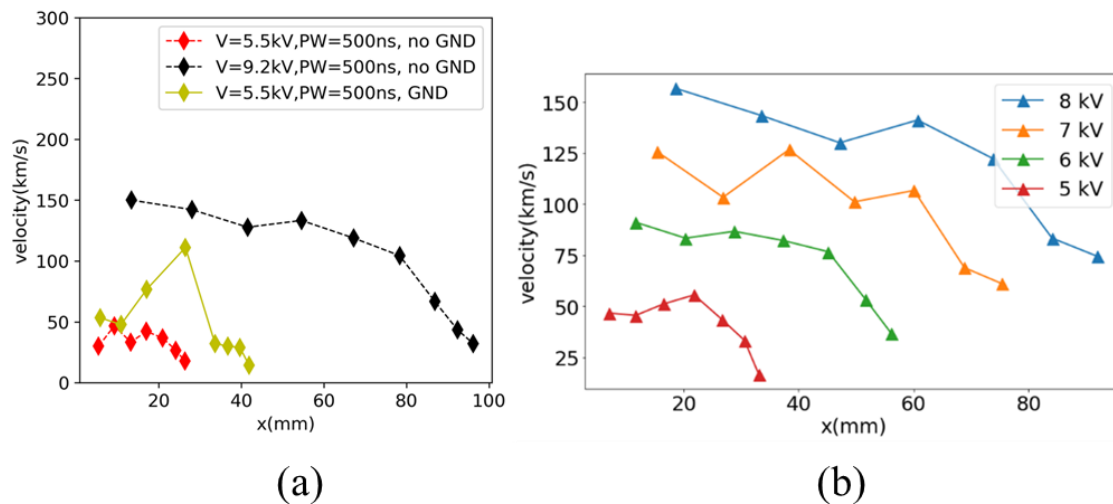 300
250
200
150
100
50
0
velocity(km/s)
V=5.5kV,PW=500ns, no GND
V=9.2kV,PW=500ns, no GND
V=5.5kV,PW=500ns, GND
20
40
60
80
100
x(mm)
(a)
150
125
100
75
50
25
velocity(km/s)
8 kV
7 kV
6 kV
5 kV
20
40
60
80
x(mm)
(b)